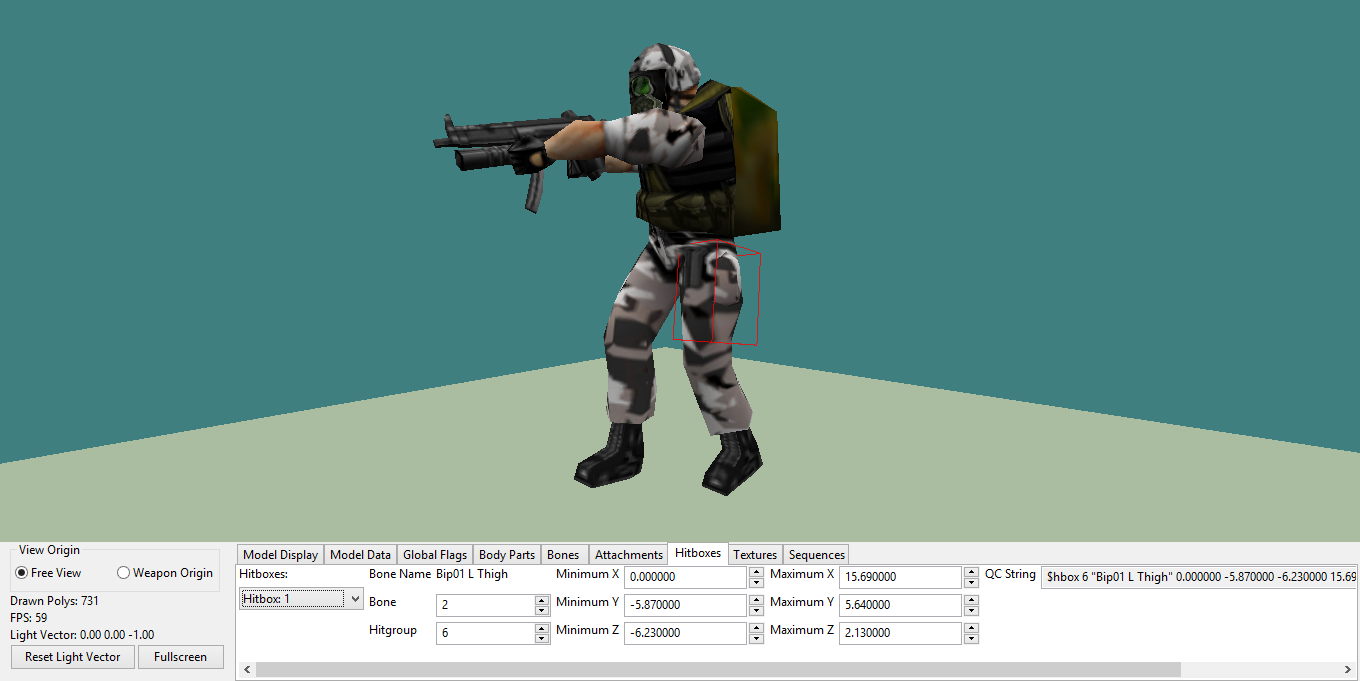 View Origin
Free View Weapon Origin
Drawn Polys: 731
FPS: 59
Light Vector: 0.00 0.00 -1.00
Reset Light Vector Fullscreen
Model Display Model Data Global Flags Body Parts Bones Attachments Hitboxes Textures Sequences
Hitboxes: Bone Name Bip01 L Thigh Minimum X 0.000000 Maximum X 15.690000 QC String $hbox 6 "Bip01 L Thigh" 0.000000 -5.870000 -6.230000 15.69
Hitbox: 1 Bone 2 Minimum Y -5.870000 Maximum Y 5.640000
Hitgroup 6 Minimum Z -6.230000 Maximum Z 2.130000